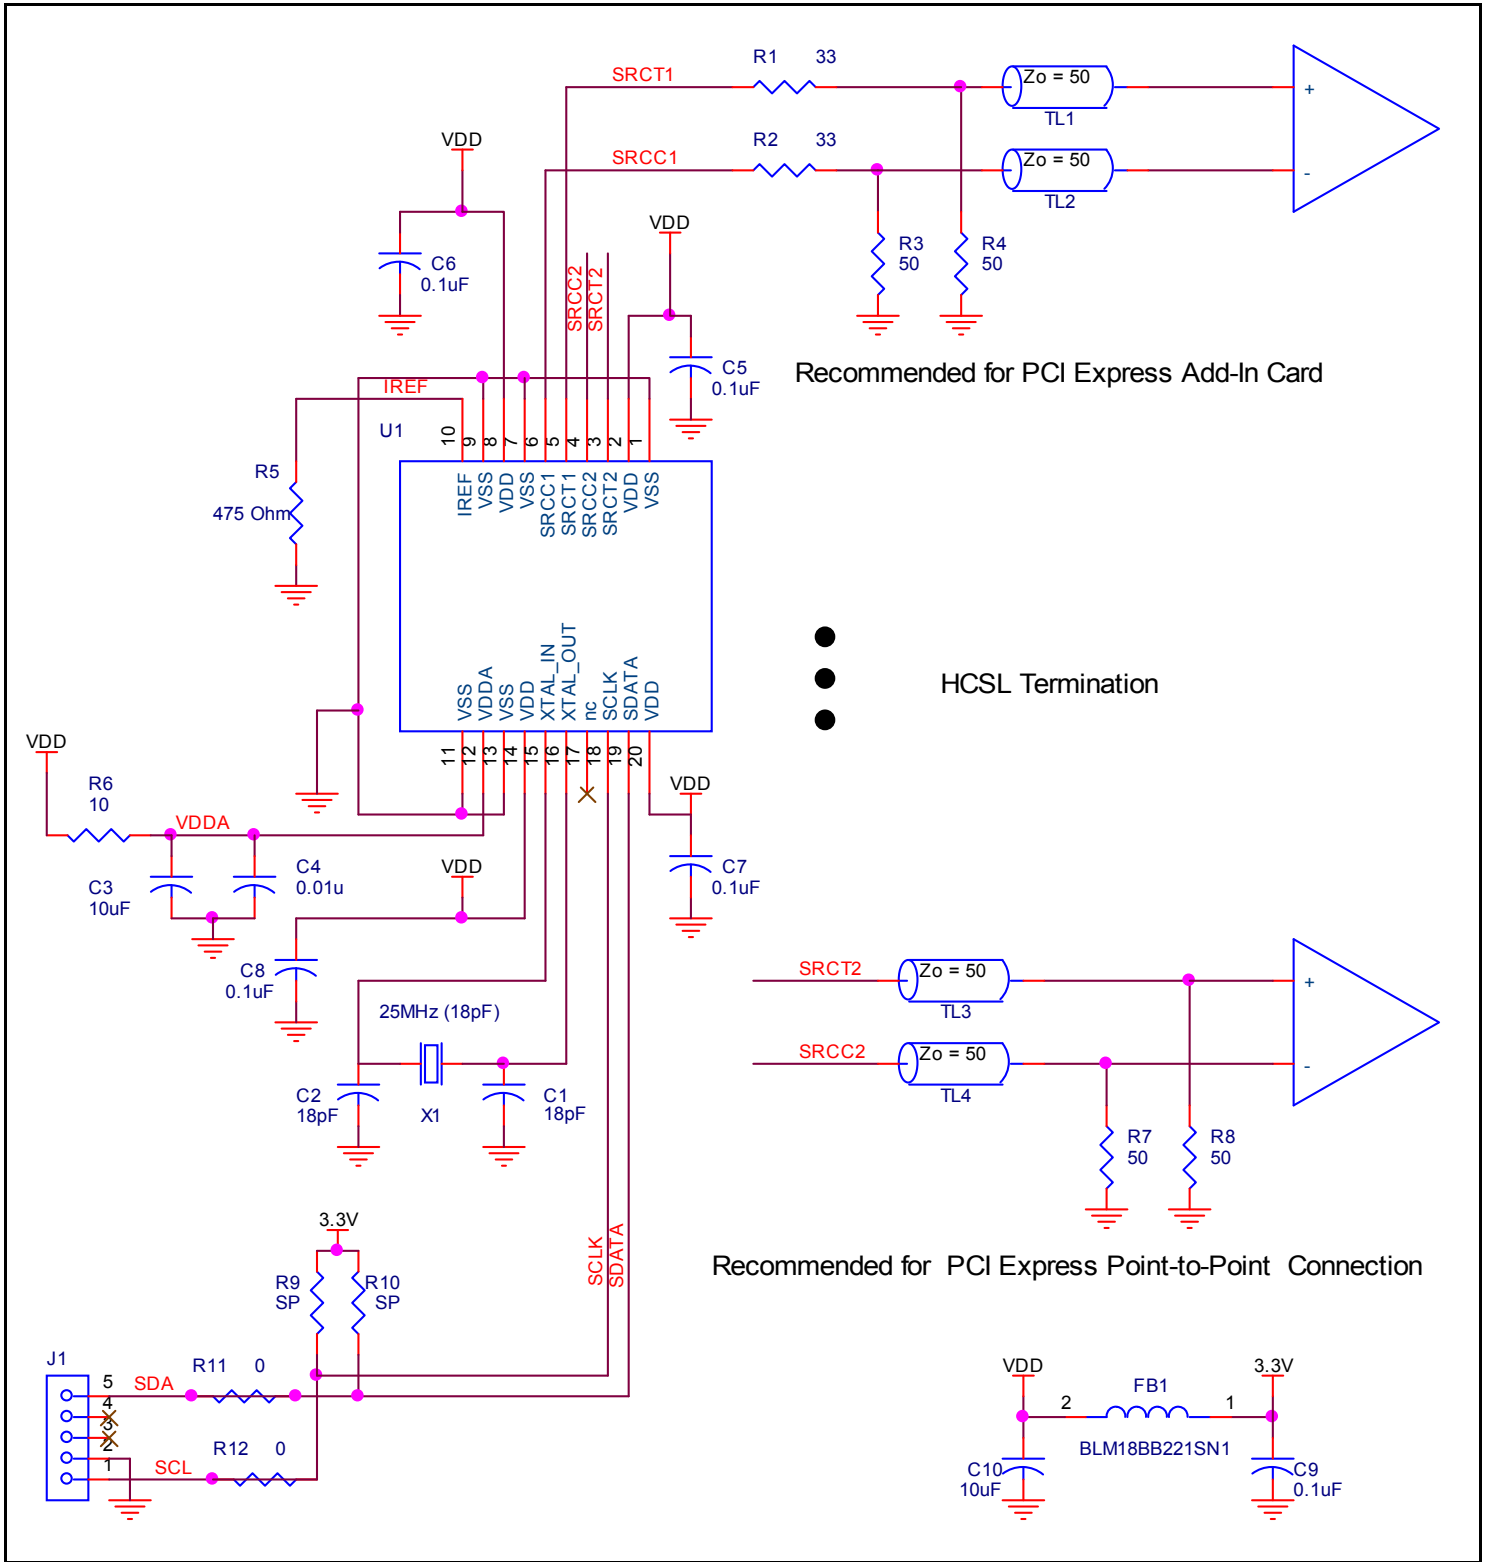 R1 33
SRCT1
Zo = 50
+
TL1
R2 33
SRCC1
Zo = 50
-
TL2
VDD
VDD
R3
50
R4
50
C6
0.1uF
SRCC2
SRCT2
C5
0.1uF
Recommended for PCI Express Add-In Card
IREF
U1
10 9 8 7 6 5 4 3 2 1
IREF VSS VDD VSS SRCC1 SRCT1 SRCC2 SRCT2 VDD VSS
R5
475 Ohm
HCSL Termination
VSS VDDA VSS VDD XTAL_IN XTAL_OUT nc SCLK SDATA VDD
11 12 13 14 15 16 17 18 19 20
VDD
R6
10
VDDA
VDD
C3
10uF
C4
0.01u
VDD
C7
0.1uF
C8
0.1uF
25MHz (18pF)
C2
18pF
X1
C1
18pF
SRCT2
Zo = 50
+
TL3
SRCC2
Zo = 50
-
TL4
R7
50
R8
50
Recommended for PCI Express Point-to-Point Connection
3.3V
SCLK
SDATA
R9
SP
R10
SP
J1
5
4
3
2
1
SDA
R11 0
R12 0
SCL
VDD
3.3V
FB1
2
1
BLM18BB221SN1
C10
10uF
C9
0.1uF